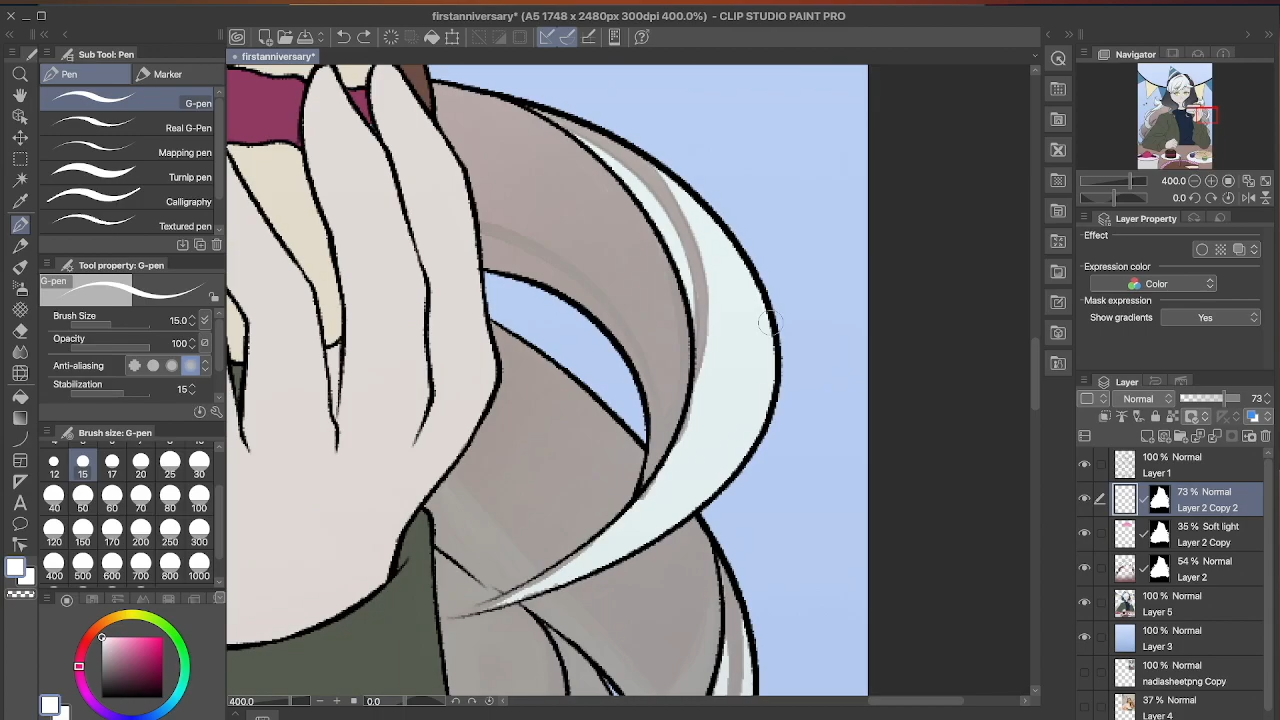 firstanniversary* (A5 1748 x 2480px 300dpi 400.0%) - CLIP STUDIO PAINT PRO
firstanniversary*
Sub Tool: Pen
Pen
Marker
G-pen
Real G-Pen
Mapping pen
Turnip pen
Calligraphy
Textured pen
Tool property: G-pen
G-pen
Brush Size 15.0
Opacity 100
Anti-aliasing
Stabilization 15
Brush size: G-pen
12 15 17 20 25 30
40 50 60 70 80 100
120 150 170 200 250 300
400 500 600 700 800 1000
400.0 0.0
Navigator
400.0
0.0
Layer Property
Effect
Expression color
Color
Mask expression
Show gradients Yes
Layer
Normal 73
100 % Normal
Layer 1
73 % Normal
Layer 2 Copy 2
35 % Soft light
Layer 2 Copy
54 % Normal
Layer 2
100 % Normal
Layer 5
100 % Normal
Layer 3
100 % Normal
nadiasheetpng Copy
37 % Normal
Layer 4